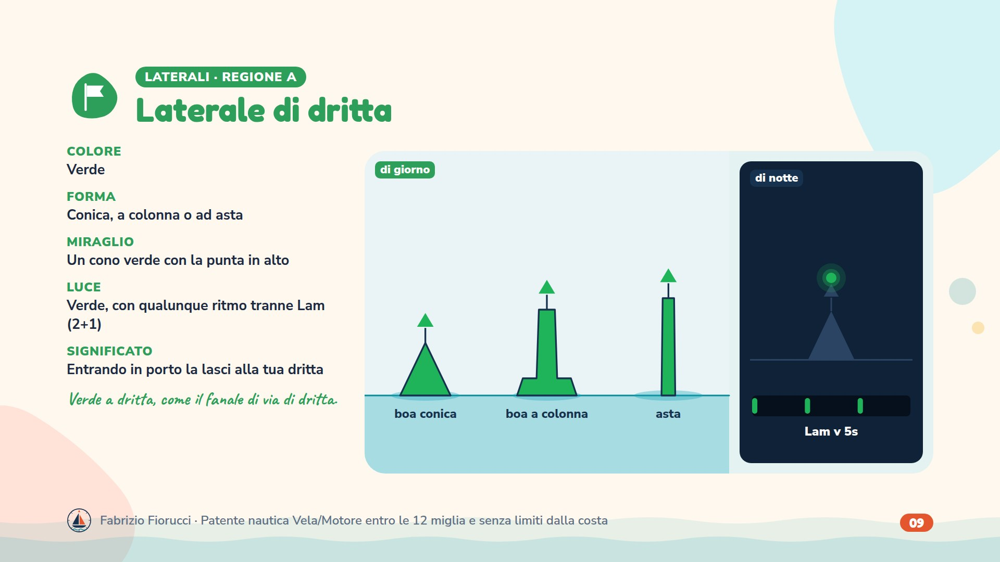 LATERALI · REGIONE A
Laterale di dritta
COLORE
Verde
FORMA
Conica, a colonna o ad asta
MIRAGLIO
Un cono verde con la punta in alto
LUCE
Verde, con qualunque ritmo tranne Lam
(2+1)
SIGNIFICATO
Entrando in porto la lasci alla tua dritta
Verde a dritta, come il fanale di via di dritta.
di giorno
boa conica
boa a colonna
asta
di notte
Lam v 5s
Fabrizio Fiorucci · Patente nautica Vela/Motore entro le 12 miglia e senza limiti dalla costa
09